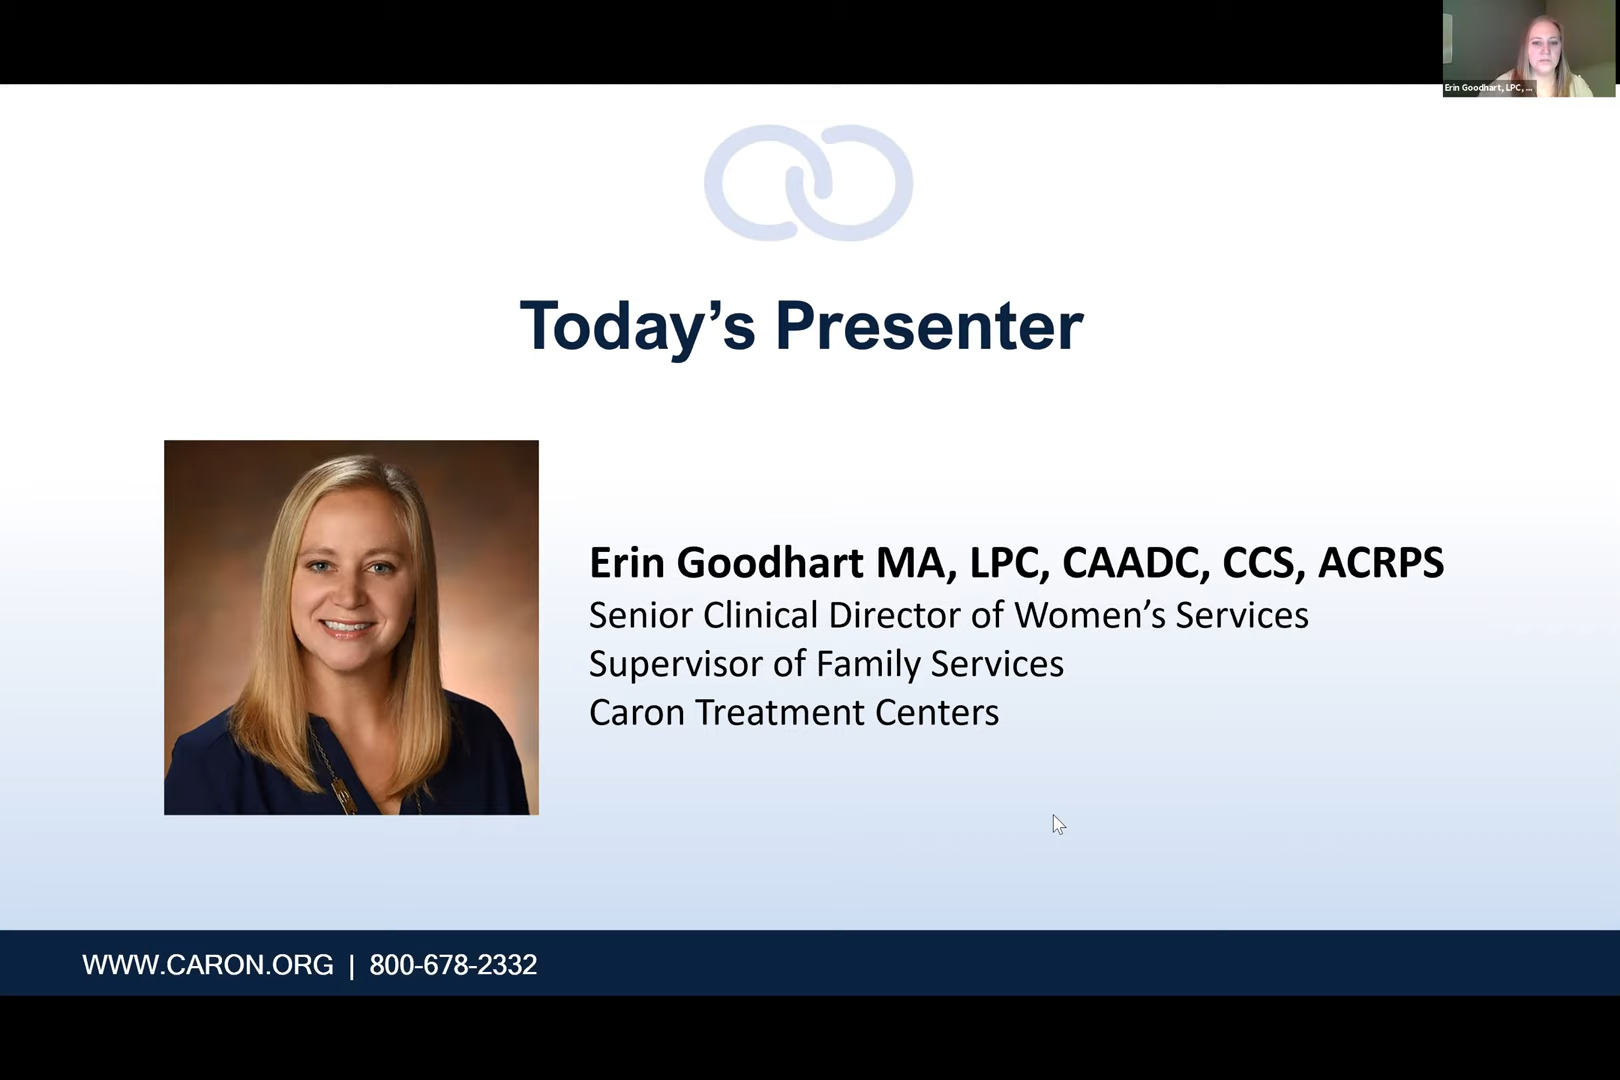 Erin Goodhart, LPC, ...
Today’s Presenter
Erin Goodhart MA, LPC, CAADC, CCS, ACRPS
Senior Clinical Director of Women’s Services
Supervisor of Family Services
Caron Treatment Centers
WWW.CARON.ORG | 800-678-2332